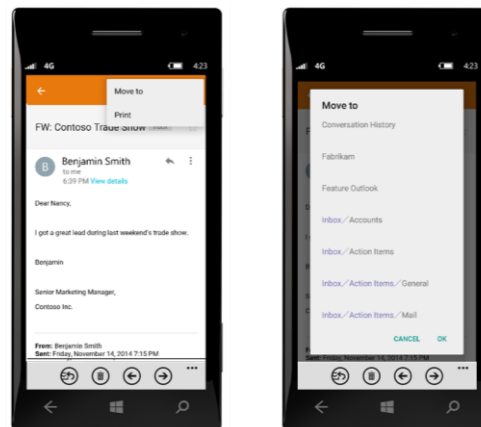 4G 4:23
Move to
Print
FW: Contoso Trade Show
B
Benjamin Smith
to me
6:39 PM View details
Dear Nancy,
I got a great lead during last weekend's trade show.
Benjamin
Senior Marketing Manager,
Contoso Inc.
From: Benjamin Smith
Sent: Friday, November 14, 2014 7:15 PM
4G 4:23
Move to
Conversation History
Fabrikam
Feature Outlook
Inbox/Accounts
Inbox/Action Items
Inbox/Action Items/General
Inbox/Action Items/Mail
CANCEL OK
Sent: Friday, November 14, 2014 7:15 PM